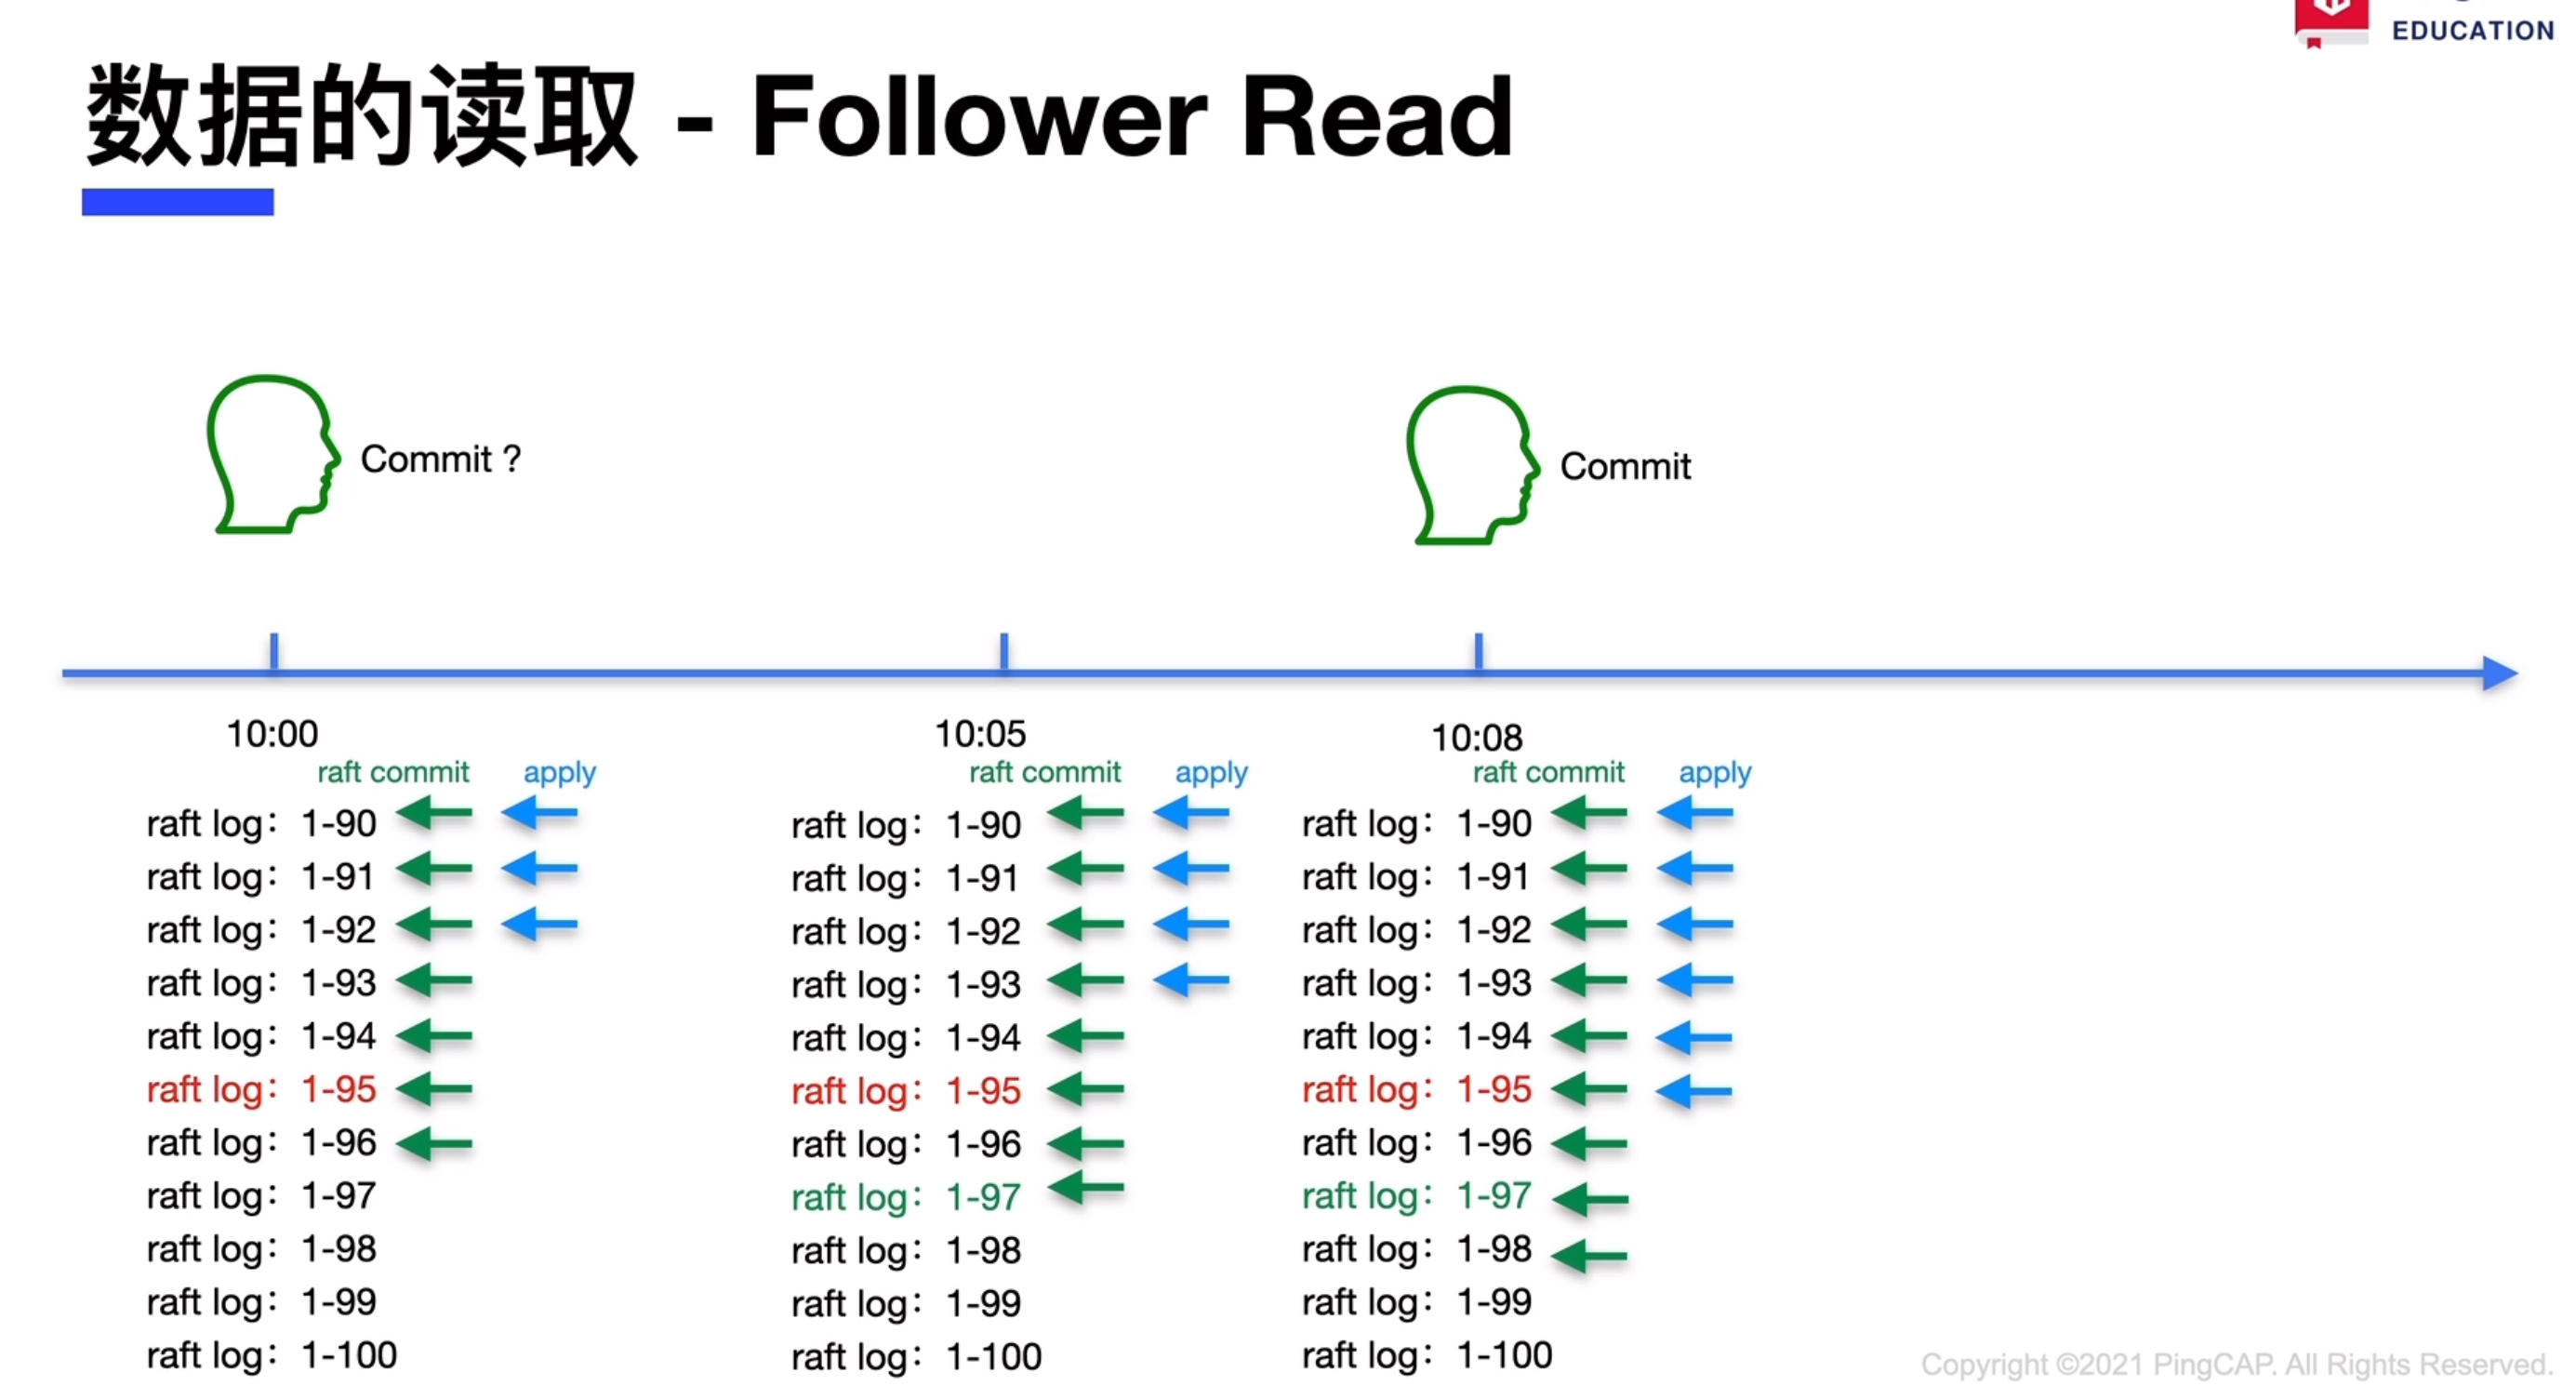 EDUCATION
数据的读取 - Follower Read
Commit ?
Commit
10:00
raft commit apply
raft log： 1-90
raft log： 1-91
raft log： 1-92
raft log： 1-93
raft log： 1-94
raft log： 1-95
raft log： 1-96
raft log： 1-97
raft log： 1-98
raft log： 1-99
raft log： 1-100
10:05
raft commit apply
raft log： 1-90
raft log： 1-91
raft log： 1-92
raft log： 1-93
raft log： 1-94
raft log： 1-95
raft log： 1-96
raft log： 1-97
raft log： 1-98
raft log： 1-99
raft log： 1-100
10:08
raft commit apply
raft log： 1-90
raft log： 1-91
raft log： 1-92
raft log： 1-93
raft log： 1-94
raft log： 1-95
raft log： 1-96
raft log： 1-97
raft log： 1-98
raft log： 1-99
raft log： 1-100
Copyright ©2021 PingCAP. All Rights Reserved.